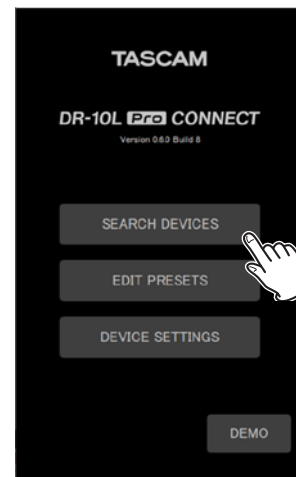 TASCAM
DR-10L Pro CONNECT
Version 0.6.0 Build 8
SEARCH DEVICES
EDIT PRESETS
DEVICE SETTINGS
DEMO